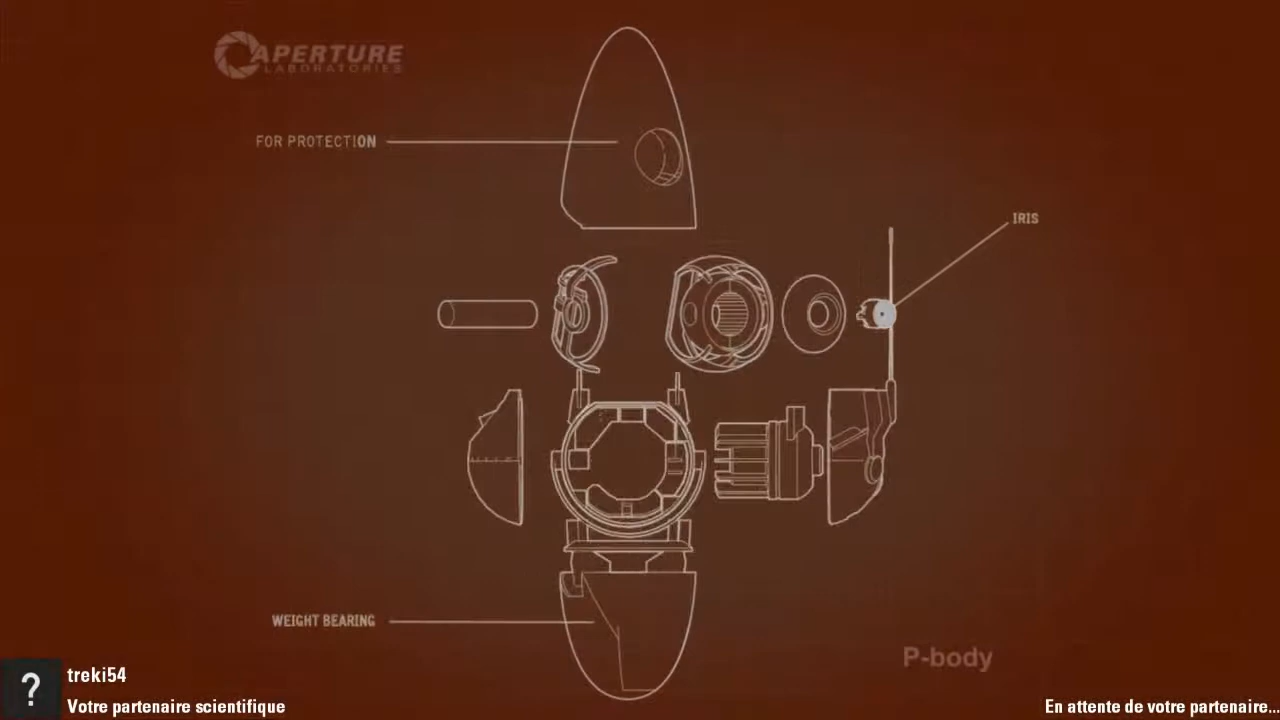 APERTURE
LABORATORIES
FOR PROTECTION
IRIS
WEIGHT BEARING
P-body
?
treki54
Votre partenaire scientifique
En attente de votre partenaire...